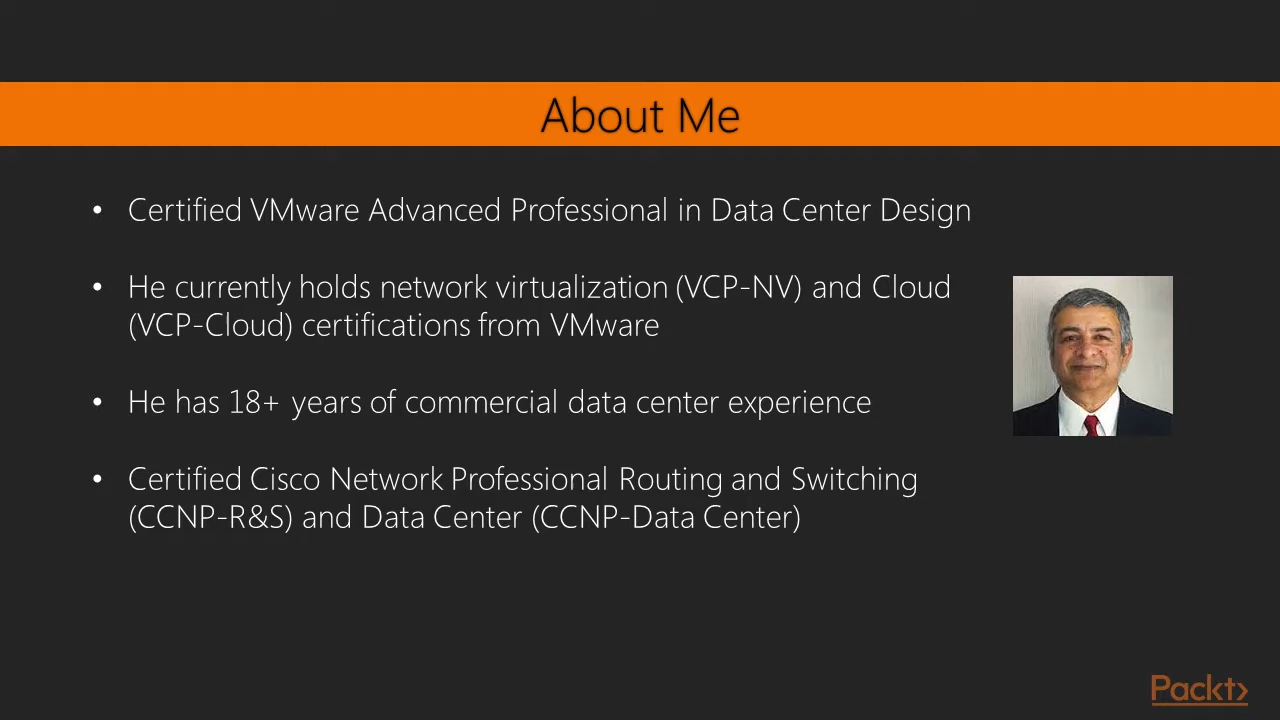 About Me
• Certified VMware Advanced Professional in Data Center Design
• He currently holds network virtualization (VCP-NV) and Cloud
(VCP-Cloud) certifications from VMware
• He has 18+ years of commercial data center experience
• Certified Cisco Network Professional Routing and Switching
(CCNP-R&S) and Data Center (CCNP-Data Center)
Packt>